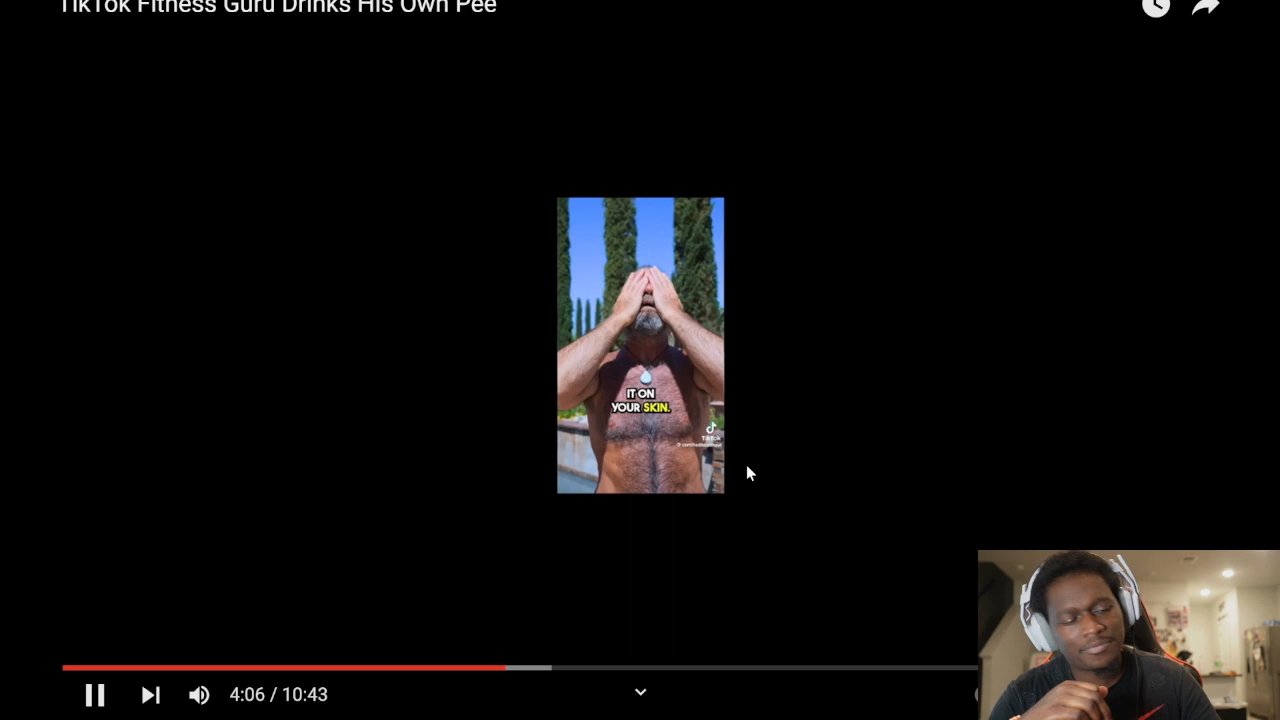 TikTok Fitness Guru Drinks His Own Pee
IT ON
YOUR SKIN.
TikTok
4:06 / 10:43